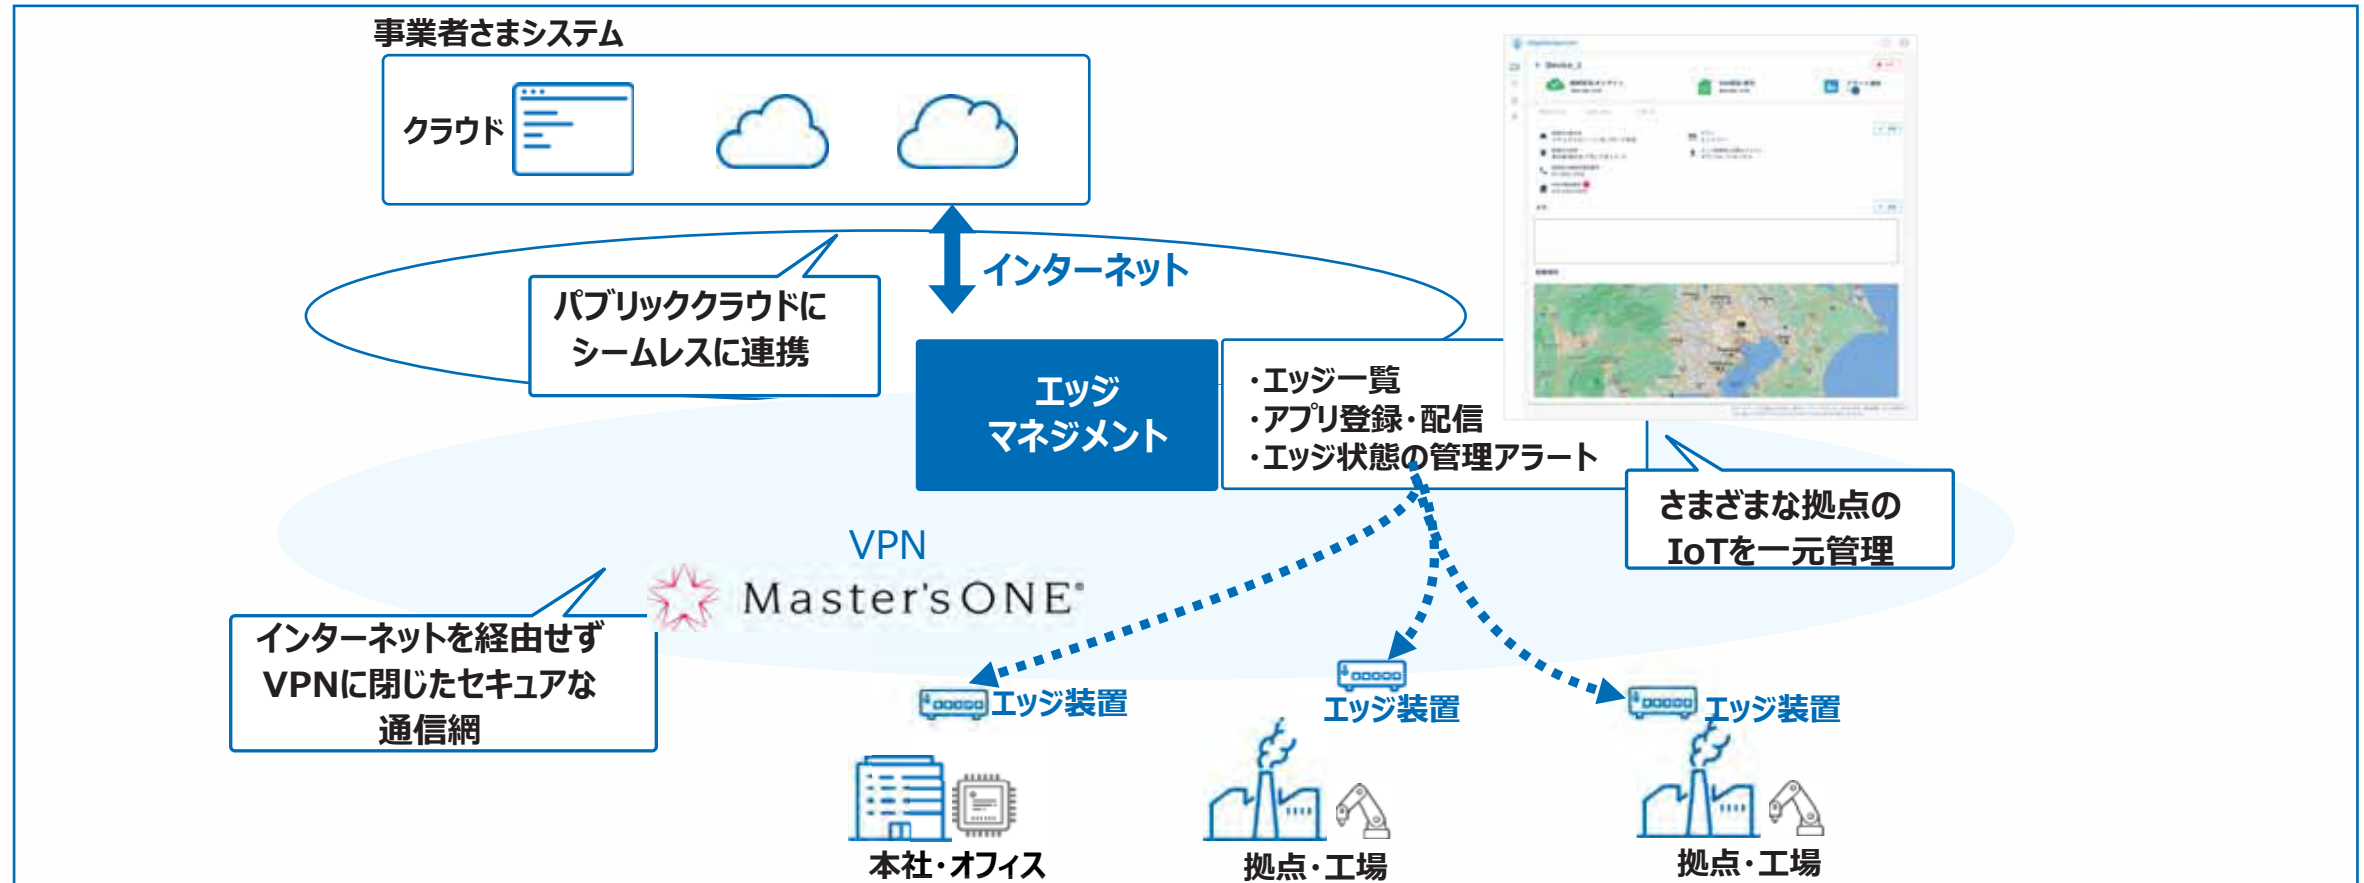 事業者さまシステム
クラウド
Device_1
インターネット
パブリッククラウドに
シームレスに連携
エッジ
マネジメント
・エッジ一覧
・アプリ登録・配信
・エッジ状態の管理アラート
さまざまな拠点の
IoTを一元管理
VPN
Master'sONE®
インターネットを経由せず
VPNに閉じたセキュアな
通信網
エッジ装置
エッジ装置
エッジ装置
本社・オフィス
拠点・工場
拠点・工場